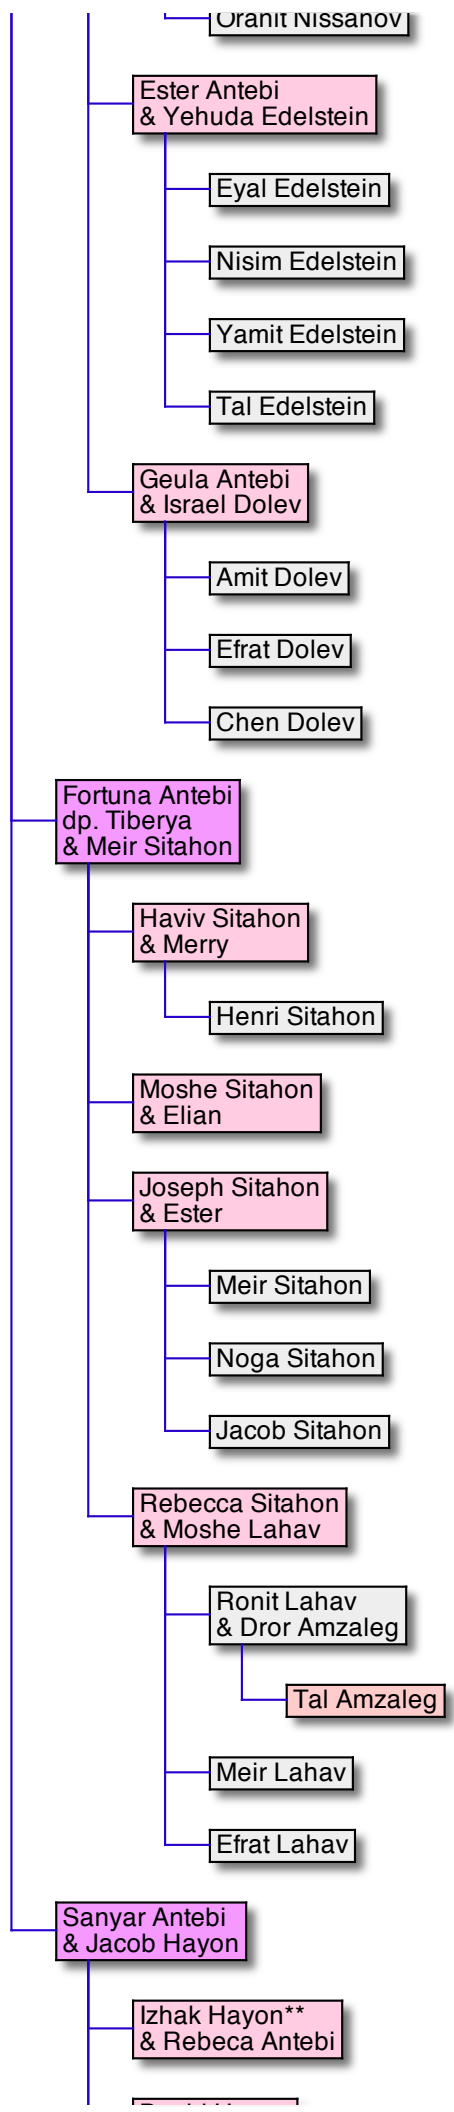 Oranit Nissanov
Ester Antebi
& Yehuda Edelstein
Eyal Edelstein
Nisim Edelstein
Yamit Edelstein
Tal Edelstein
Geula Antebi
& Israel Dolev
Amit Dolev
Efrat Dolev
Chen Dolev
Fortuna Antebi
dp. Tiberya
& Meir Sitahon
Haviv Sitahon
& Merry
Henri Sitahon
Moshe Sitahon
& Elian
Joseph Sitahon
& Ester
Meir Sitahon
Noga Sitahon
Jacob Sitahon
Rebecca Sitahon
& Moshe Lahav
Ronit Lahav
& Dror Amzaleg
Tal Amzaleg
Meir Lahav
Efrat Lahav
Sanyar Antebi
& Jacob Hayon
Izhak Hayon**
& Rebeca Antebi